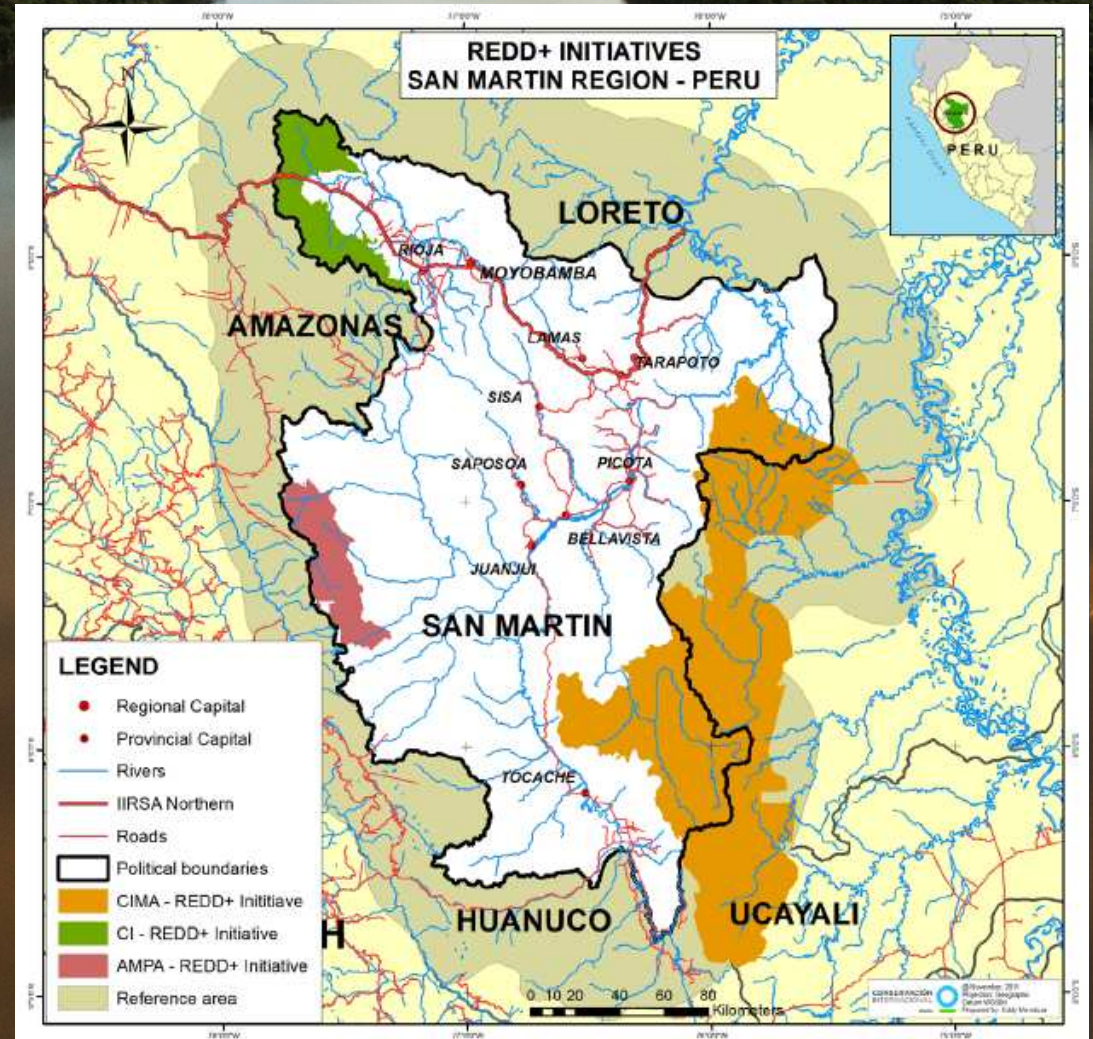 REDD+ INITIATIVES
SAN MARTIN REGION - PERU
N
PERU
LORETO
RIOJA
MOYOBAMBA
AMAZONAS
LAMAS
TARAPOTO
SISA
SAPOSOA
PICOTA
BELLAVISTA
JUANJUI
SAN MARTIN
TOCACHE
HUANUCO
UCAYALI
H
LEGEND
Regional Capital
Provincial Capital
Rivers
IIRSA Northern
Roads
Political boundaries
CIMA - REDD+ Inititiave
CI - REDD+ Initiative
AMPA - REDD+ Initiative
Reference area
0 10 20 40 60 80
Kilometers
CONSERVACIÓN
INTERNACIONAL